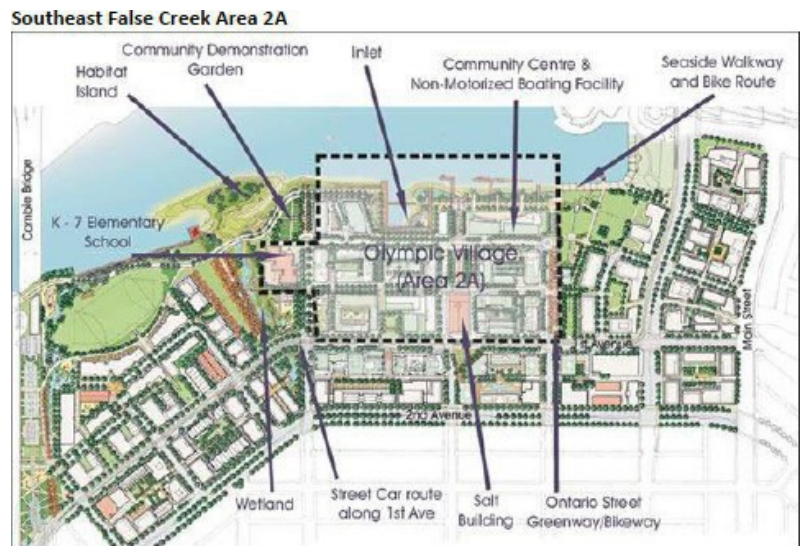 Southeast False Creek Area 2A
Community Demonstration
Garden
Habitat
Island
Inlet
Community Centre &
Non-Motorized Boating Facility
Seaside Walkway
and Bike Route
Cambie Bridge
K - 7 Elementary
School
Olympic Village
(Area 2A)
Main Street
1st Avenue
2nd Avenue
Wetland
Street Car route
along 1st Ave
Salt
Building
Ontario Street
Greenway/Bikeway